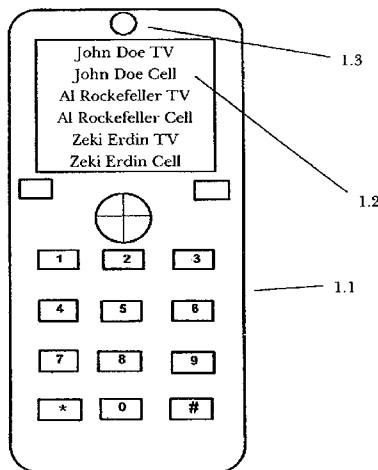 1.3
John Doe TV
John Doe Cell
Al Rockefeller TV
Al Rockefeller Cell
Zeki Erdin TV
Zeki Erdin Cell
1.2
1 2 3
1.1
4 5 6
7 8 9
* 0 #